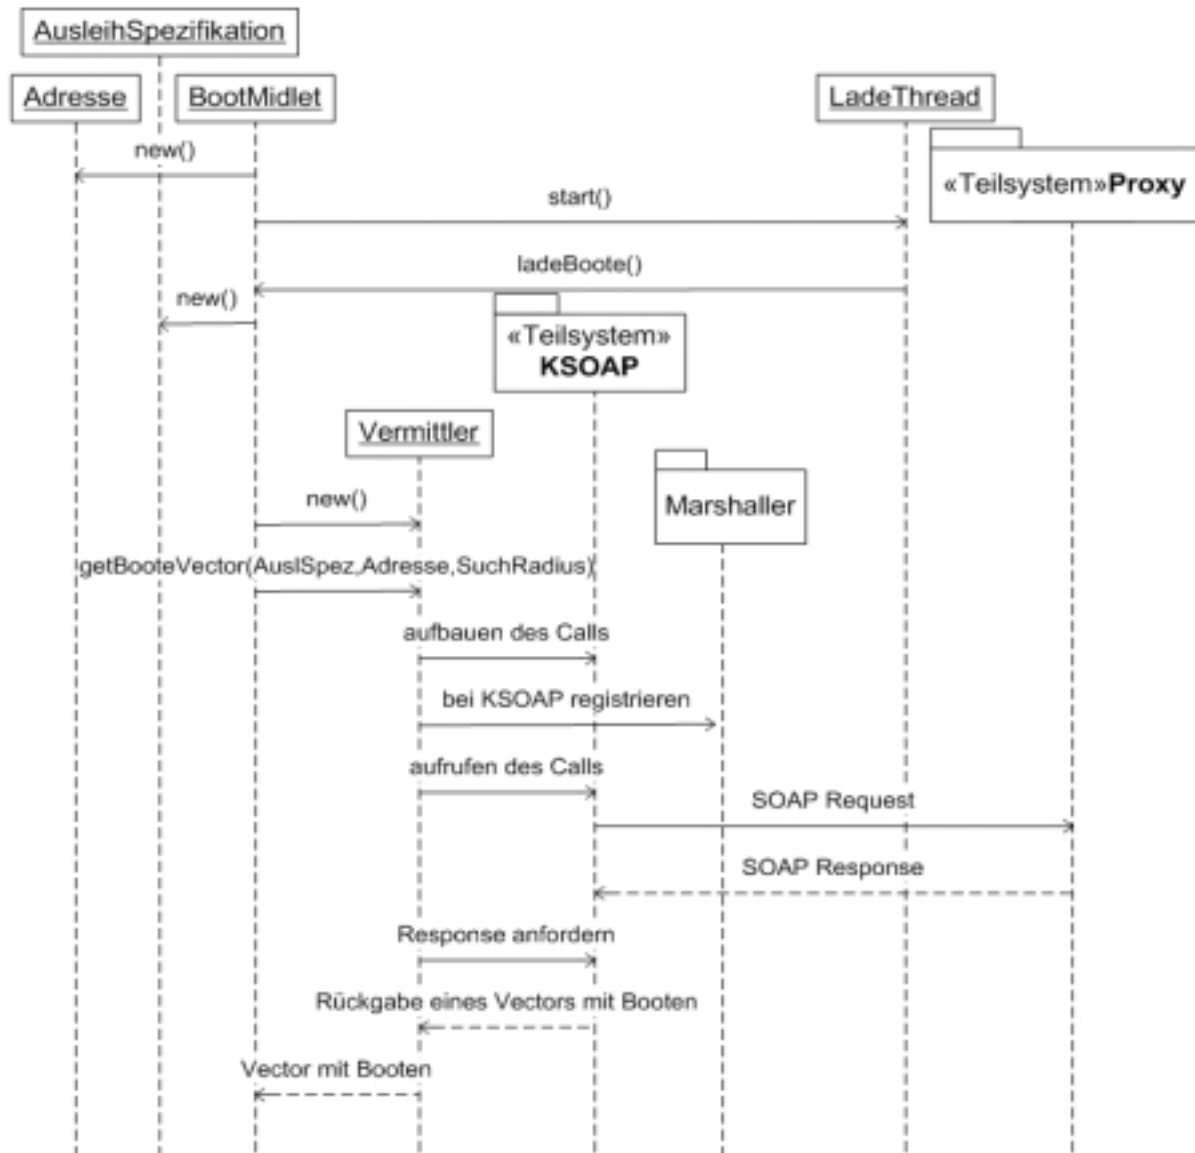 AusleihSpezifikation
Adresse
BootMidlet
LadeThread
«Teilsystem»Proxy
new()
start()
ladeBoote()
new()
«Teilsystem»
KSOAP
Vermittler
Marshaller
new()
getBooteVector(AuslSpez,Adresse,SuchRadius)
aufbauen des Calls
bei KSOAP registrieren
aufrufen des Calls
SOAP Request
SOAP Response
Response anfordern
Rückgabe eines Vectors mit Booten
Vector mit Booten